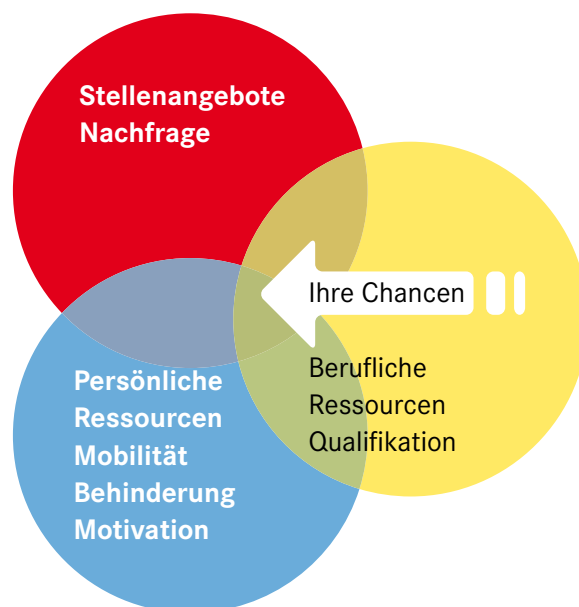 Stellenangebote
Nachfrage
Ihre Chancen
Berufliche
Ressourcen
Qualifikation
Persönliche
Ressourcen
Mobilität
Behinderung
Motivation